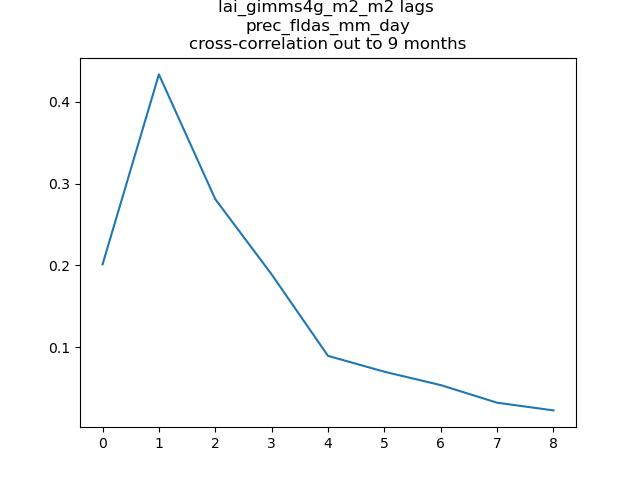 lai_gimms4g_m2_m2 lags
prec_fldas_mm_day
cross-correlation out to 9 months
0.4
0.3
0.2
0.1
0 1 2 3 4 5 6 7 8